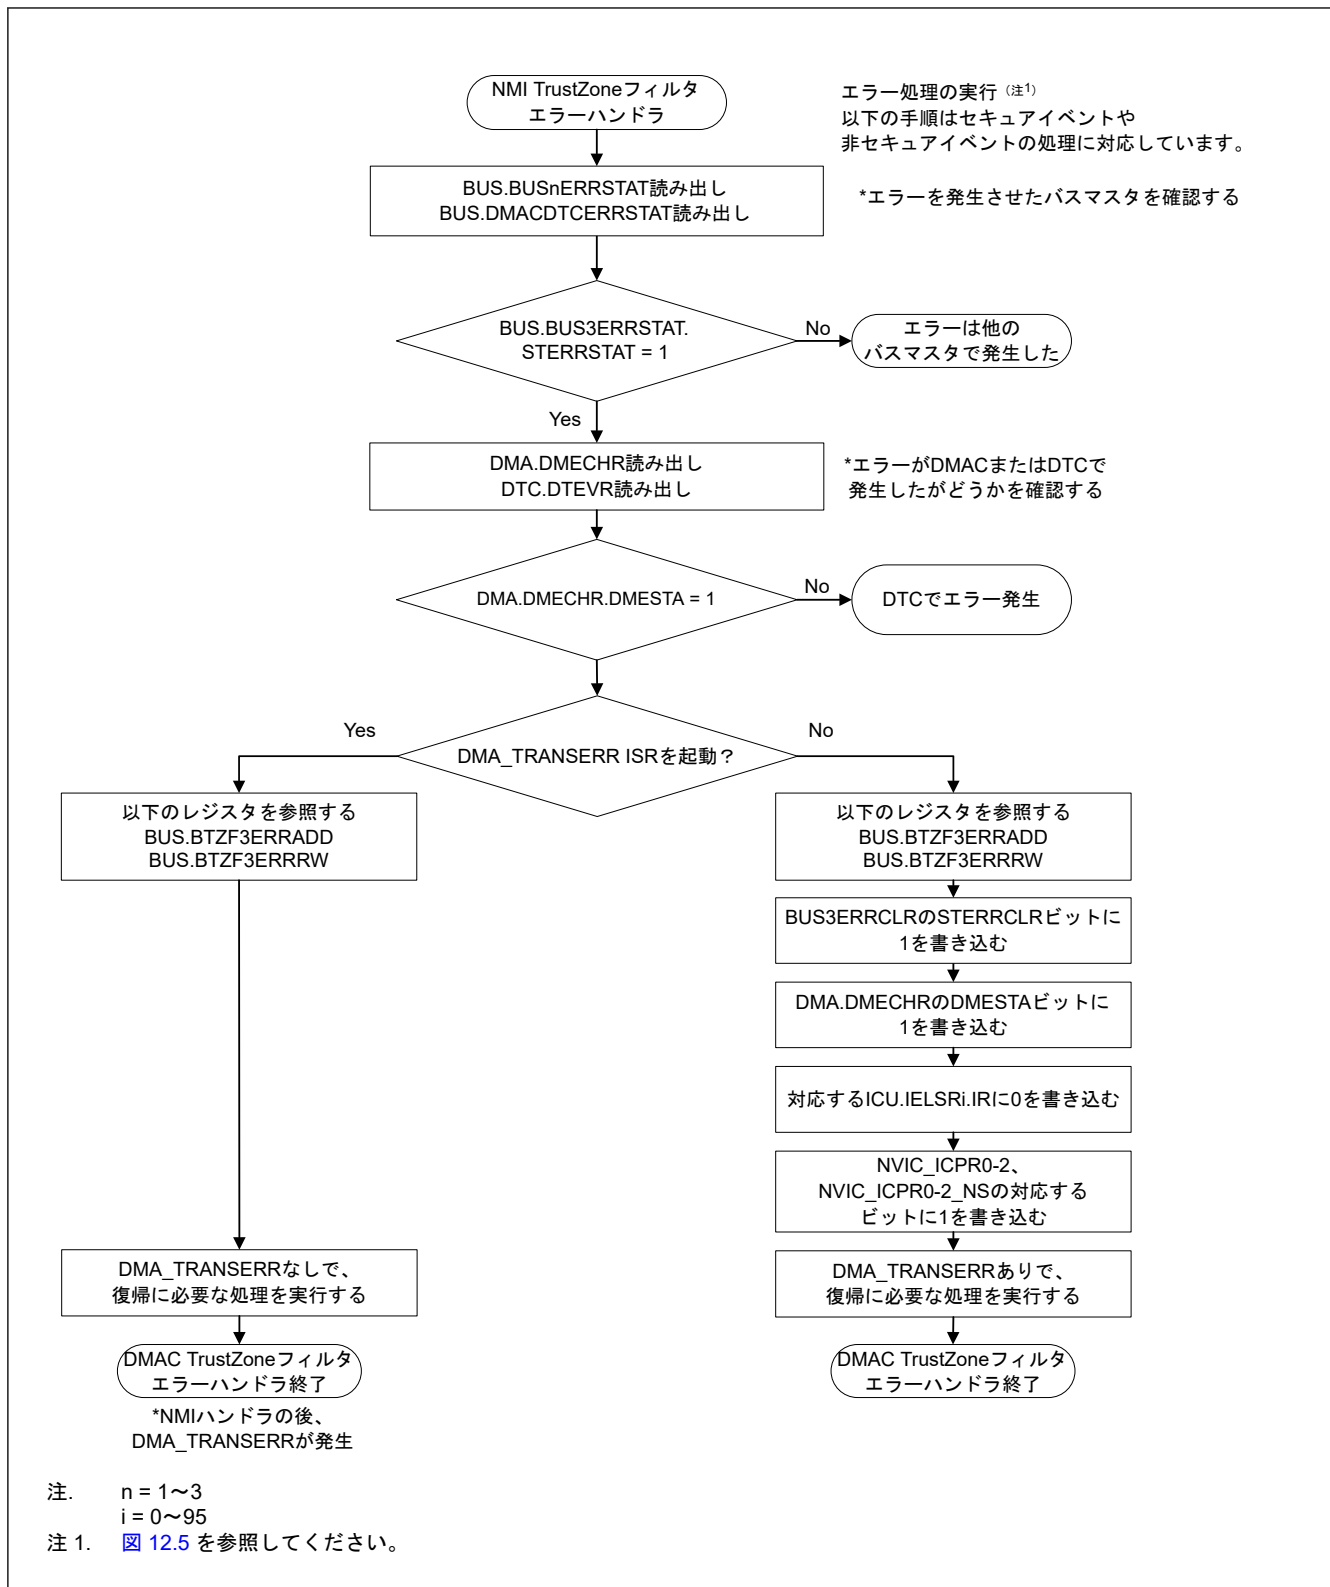 NMI TrustZoneフィルタ
エラーハンドラ
エラー処理の実行（注1）
以下の手順はセキュアイベントや
非セキュアイベントの処理に対応しています。
BUS.BUSnERRSTAT読み出し
BUS.DMACDTCERRSTAT読み出し
*エラーを発生させたバスマスタを確認する
BUS.BUS3ERRSTAT.
STERRSTAT = 1
No
エラーは他の
バスマスタで発生した
Yes
DMA.DMECHR読み出し
DTC.DTEVR読み出し
*エラーがDMACまたはDTCで
発生したがどうかを確認する
DMA.DMECHR.DMESTA = 1
No
DTCでエラー発生
Yes
DMA_TRANSERR ISRを起動？
No
以下のレジスタを参照する
BUS.BTZF3ERRADD
BUS.BTZF3ERRRW
以下のレジスタを参照する
BUS.BTZF3ERRADD
BUS.BTZF3ERRRW
BUS3ERRCLRのSTERRCLRビットに
1を書き込む
DMA.DMECHRのDMESTAビットに
1を書き込む
対応するICU.IELSRi.IRに0を書き込む
NVIC_ICPR0-2、
NVIC_ICPR0-2_NSの対応する
ビットに1を書き込む
DMA_TRANSERRなしで、
復帰に必要な処理を実行する
DMA_TRANSERRありで、
復帰に必要な処理を実行する
DMAC TrustZoneフィルタ
エラーハンドラ終了
DMAC TrustZoneフィルタ
エラーハンドラ終了
*NMIハンドラの後、
DMA_TRANSERRが発生
注. n = 1～3
i = 0～95
注 1. 図 12.5 を参照してください。